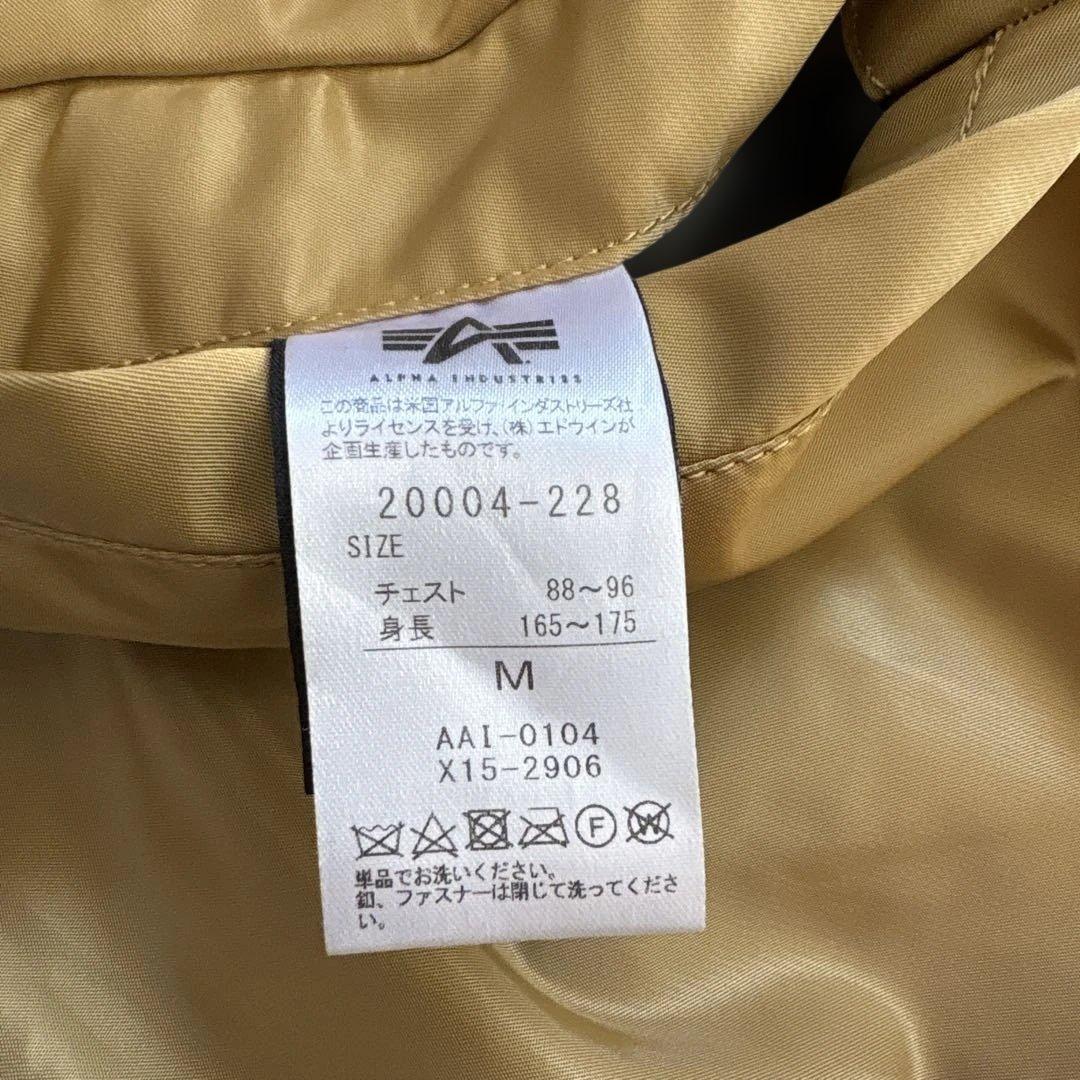 ALPHA INDUSTRIES
この商品は米国アルファ・インダストリーズ社
よりライセンスを受け、(株)エドウインが
企画生産したものです。
20004-228
SIZE
チェスト 88～96
身長 165～175
M
AAI-0104
X15-2906
F W
単品でお洗いください。
釦、ファスナーは閉じて洗ってくださ
い。